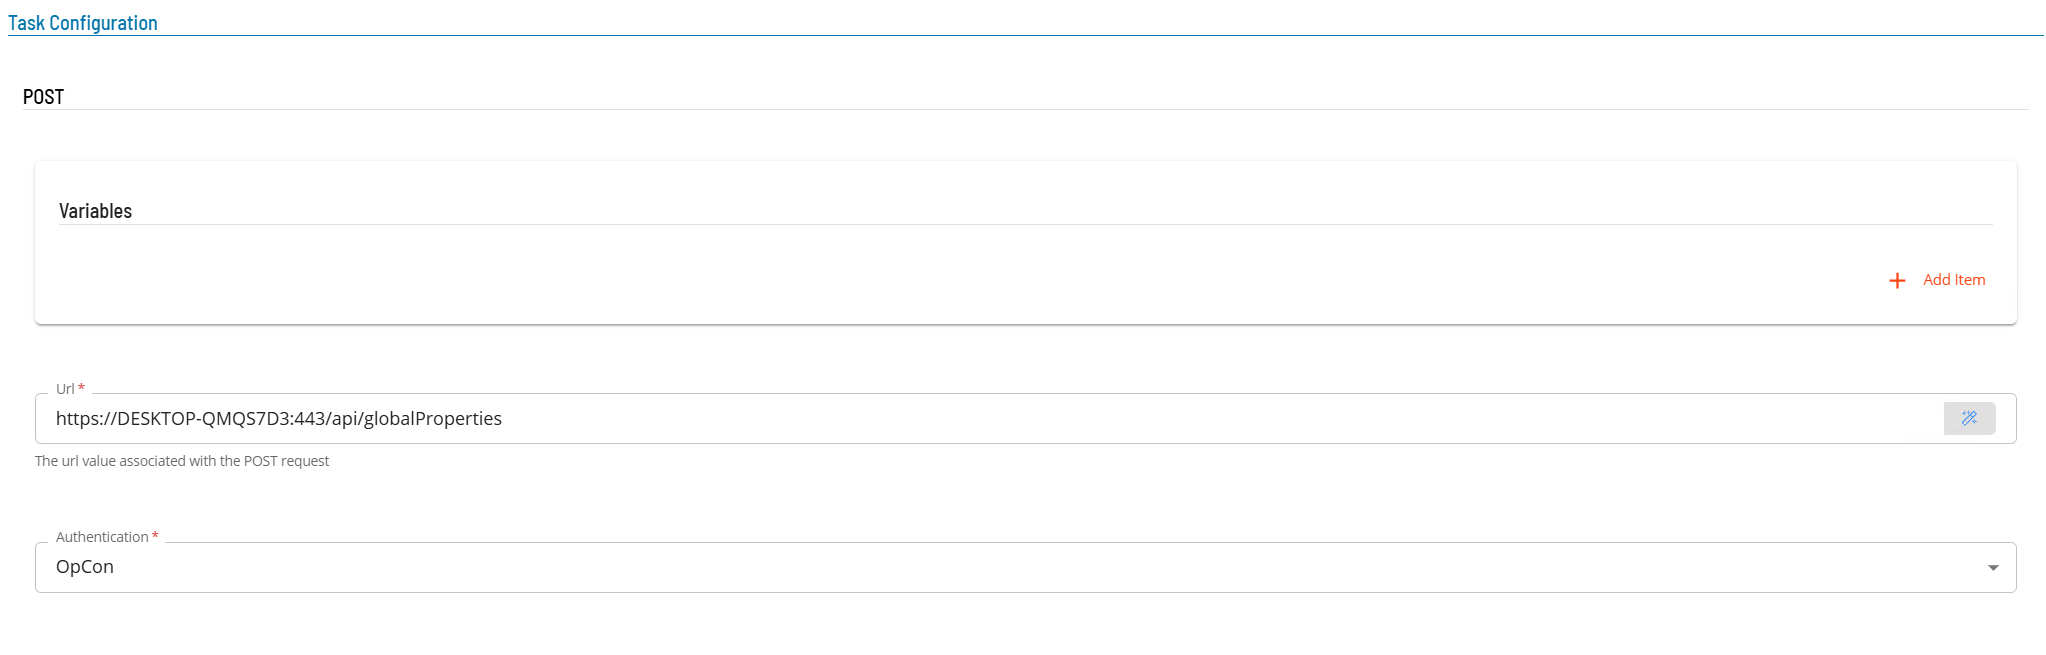 Task Configuration
POST
Variables
Add Item
Url *
https://DESKTOP-QMQS7D3:443/api/globalProperties
The url value associated with the POST request
Authentication *
OpCon